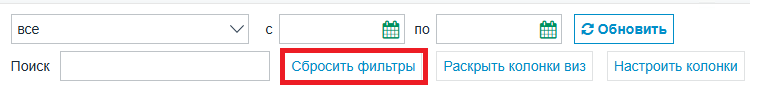 все с по Обновить
Поиск Сбросить фильтры Раскрыть колонки виз Настроить колонки